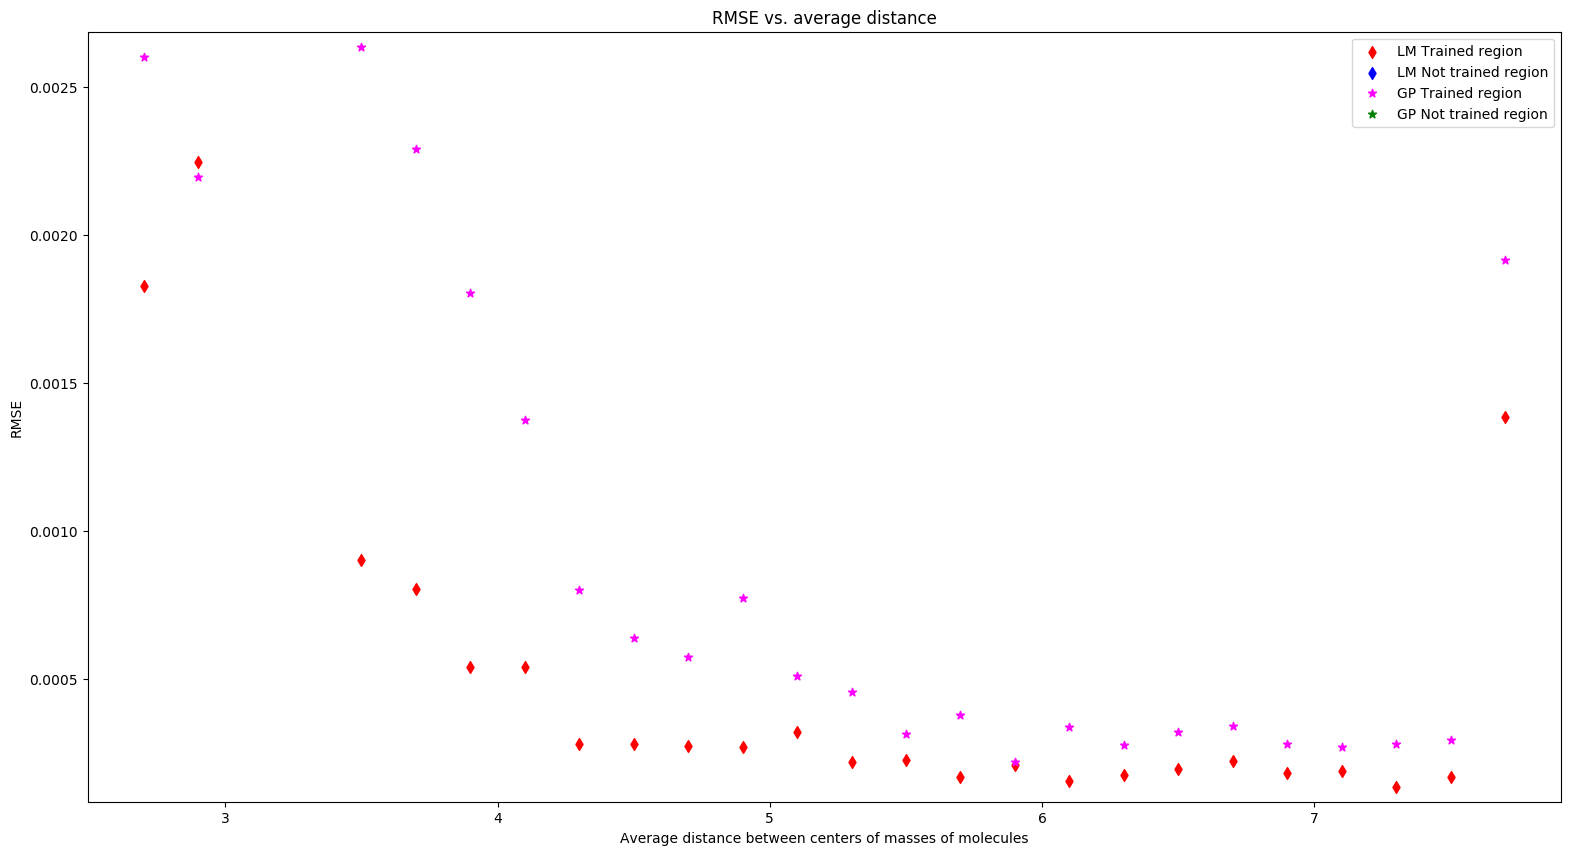 RMSE vs. average distance
LM Trained region
LM Not trained region
GP Trained region
GP Not trained region
0.0025
0.0020
0.0015
0.0010
0.0005
RMSE
3 4 5 6 7
Average distance between centers of masses of molecules